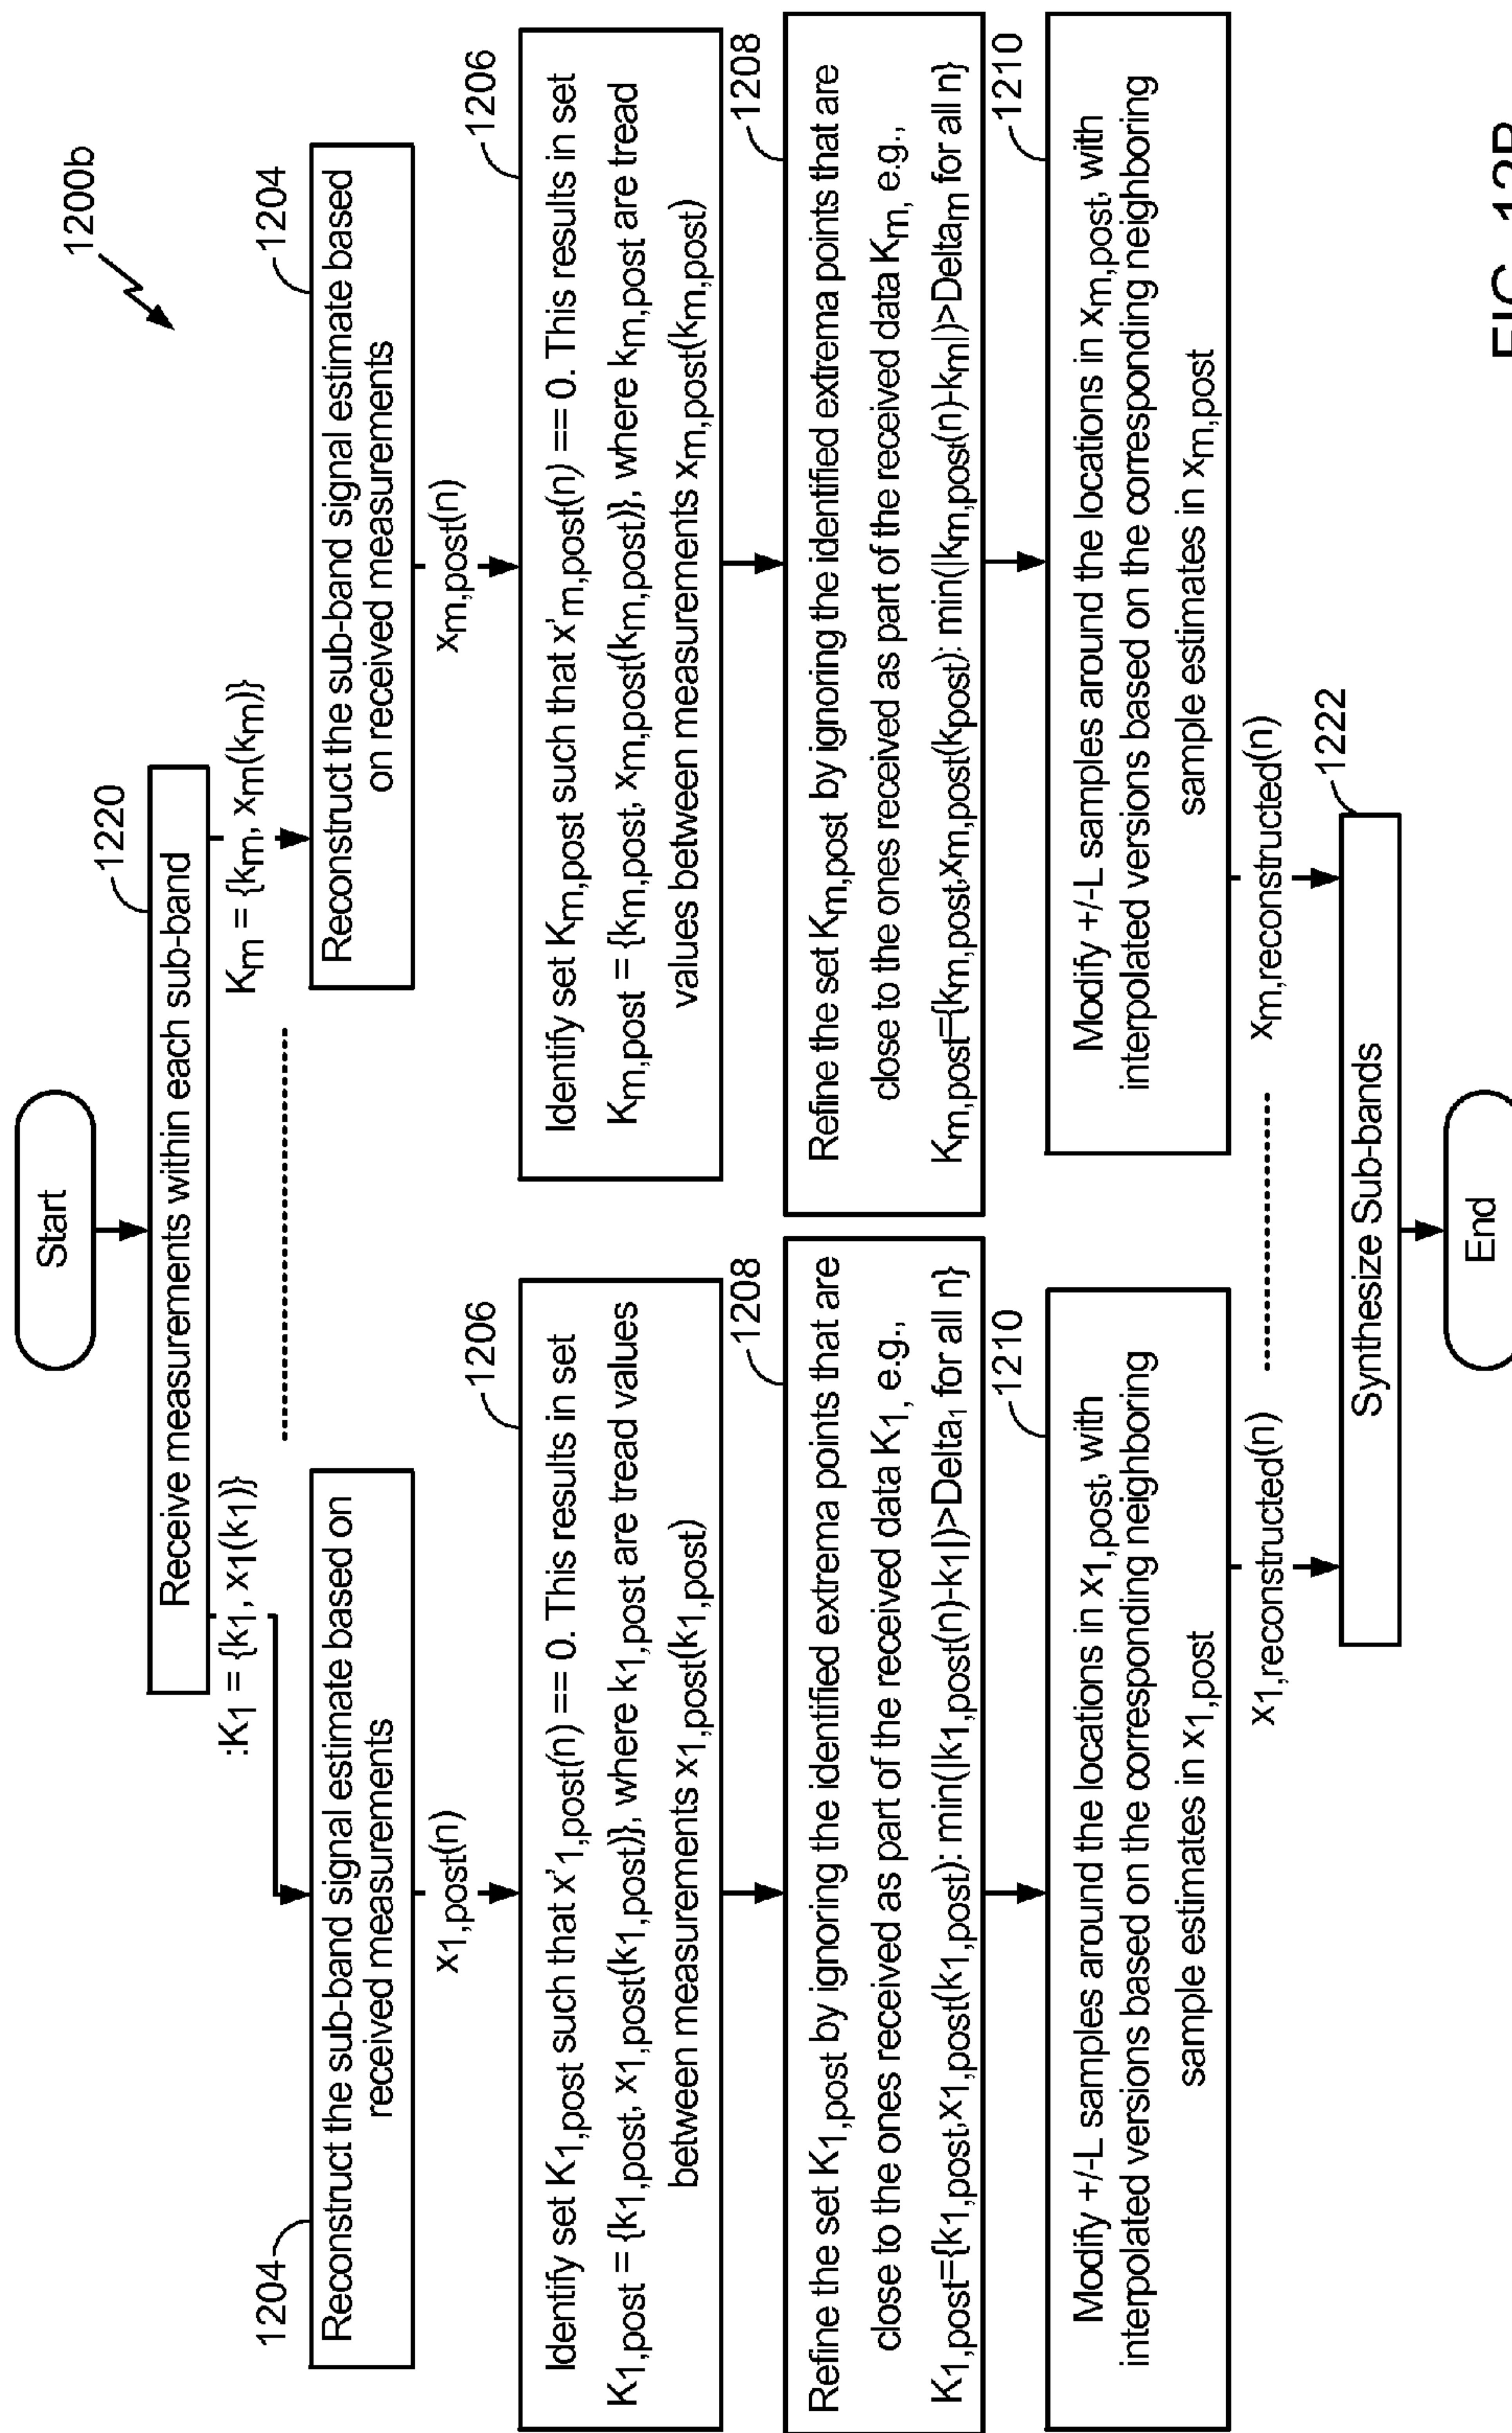 1200b
Start
1220
Receive measurements within each sub-band
:K1 = {k1, x1(k1)}
Km = {km, xm(km)}
1204
Reconstruct the sub-band signal estimate based on
received measurements
x1,post(n)
1206
Identify set K1,post such that x'1,post(n) == 0. This results in set
K1,post = {k1,post, x1,post(k1,post)}, where k1,post are tread values
between measurements x1,post(k1,post)
1208
Refine the set K1,post by ignoring the identified extrema points that are
close to the ones received as part of the received data K1, e.g.,
K1,post={k1,post,x1,post(k1,post): min(|k1,post(n)-k1|)>Delta1 for all n}
1210
Modify +/-L samples around the locations in x1,post, with
interpolated versions based on the corresponding neighboring
sample estimates in x1,post
x1,reconstructed(n)
1204
Reconstruct the sub-band signal estimate based
on received measurements
xm,post(n)
1206
Identify set Km,post such that x'm,post(n) == 0. This results in set
Km,post = {km,post, xm,post(km,post)}, where km,post are tread
values between measurements xm,post(km,post)
1208
Refine the set Km,post by ignoring the identified extrema points that are
close to the ones received as part of the received data Km, e.g.,
Km,post={km,post,xm,post(kpost): min(|km,post(n)-km|)>Deltam for all n}
1210
Modify +/-L samples around the locations in xm,post, with
interpolated versions based on the corresponding neighboring
sample estimates in xm,post
xm,reconstructed(n)
1222
Synthesize Sub-bands
End
FIG. 12B